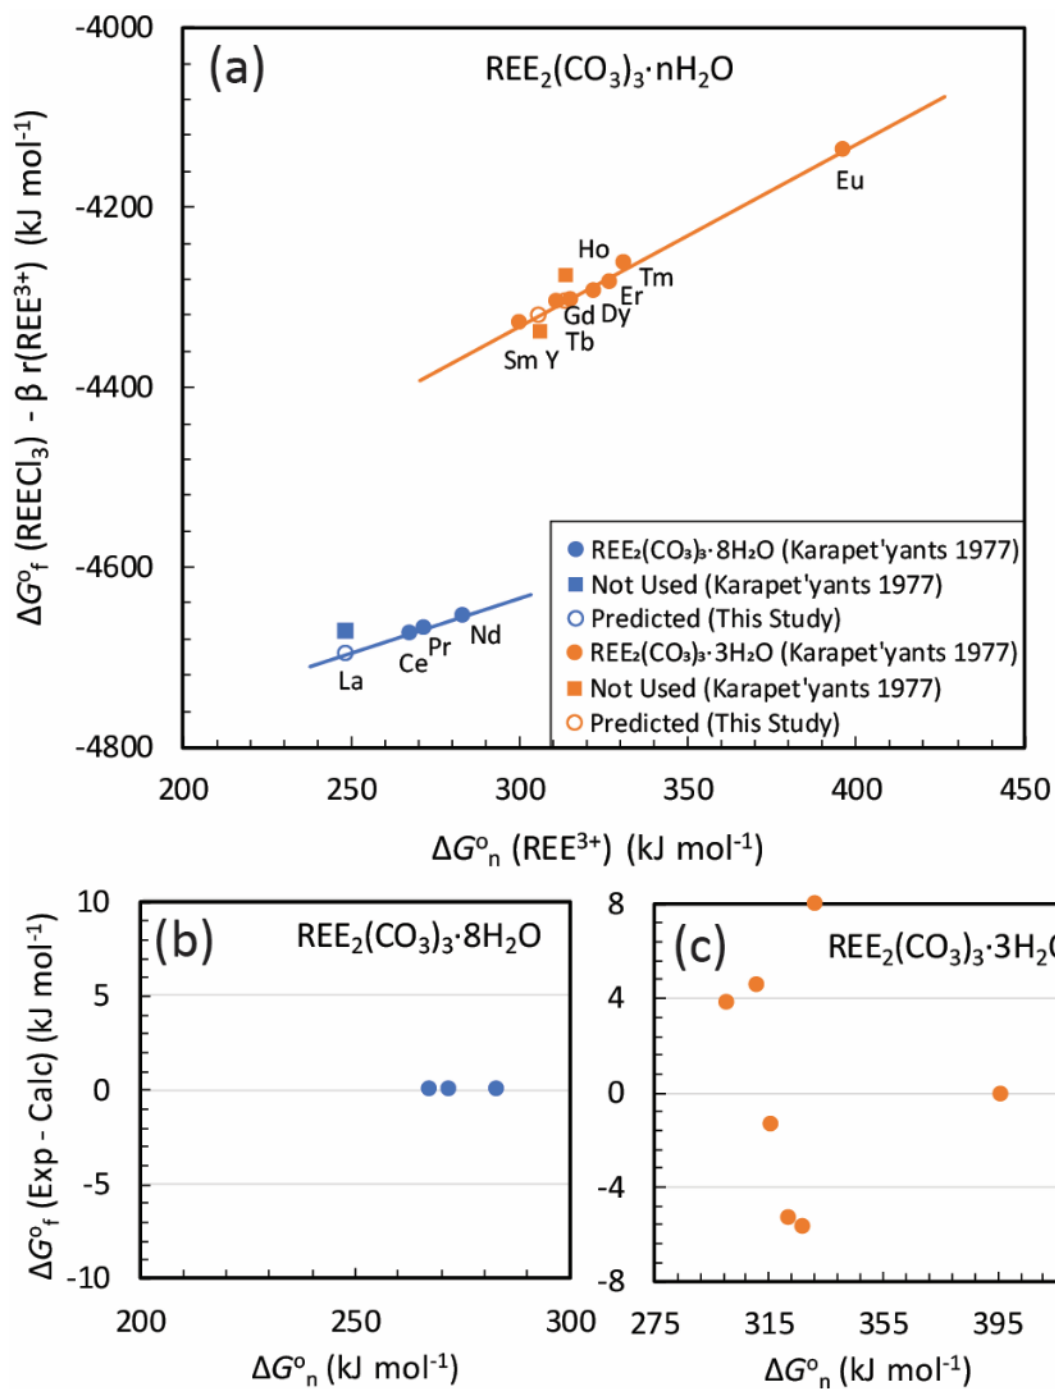 (a)
REE₂(CO₃)₃·nH₂O
ΔG°f (REECl₃) - β r(REE³⁺) (kJ mol⁻¹)
-4000
-4200
-4400
-4600
-4800
Eu
Ho
Tm
Er
Gd Dy
Tb
Sm Y
Nd
Pr
Ce
La
REE₂(CO₃)₃·8H₂O (Karapet'yants 1977)
Not Used (Karapet'yants 1977)
Predicted (This Study)
REE₂(CO₃)₃·3H₂O (Karapet'yants 1977)
Not Used (Karapet'yants 1977)
Predicted (This Study)
200 250 300 350 400 450
ΔG°n (REE³⁺) (kJ mol⁻¹)
(b)
REE₂(CO₃)₃·8H₂O
ΔG°f (Exp - Calc) (kJ mol⁻¹)
10
5
0
-5
-10
200 250 300
ΔG°n (kJ mol⁻¹)
(c)
REE₂(CO₃)₃·3H₂O
8
4
0
-4
-8
275 315 355 395
ΔG°n (kJ mol⁻¹)